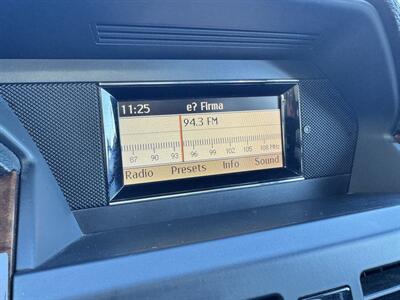 11:25 e? Firma
94.3 FM
87 90 93 96 99 102 105 108 MHz
Radio Presets Info Sound